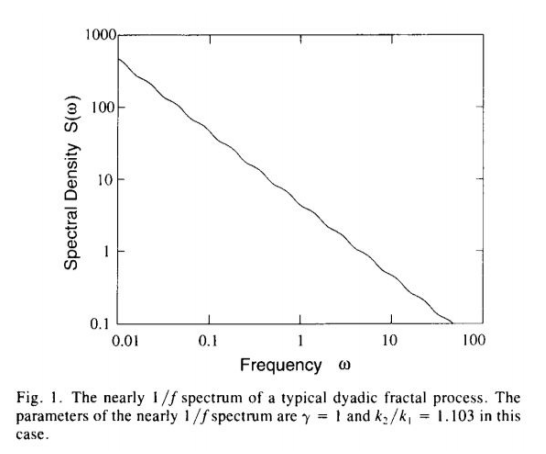 1000
100
10
1
0.1
Spectral Density S(ω)
0.01 0.1 1 10 100
Frequency ω
Fig. 1. The nearly 1/f spectrum of a typical dyadic fractal process. The
parameters of the nearly 1/f spectrum are γ = 1 and k₂/k₁ = 1.103 in this
case.